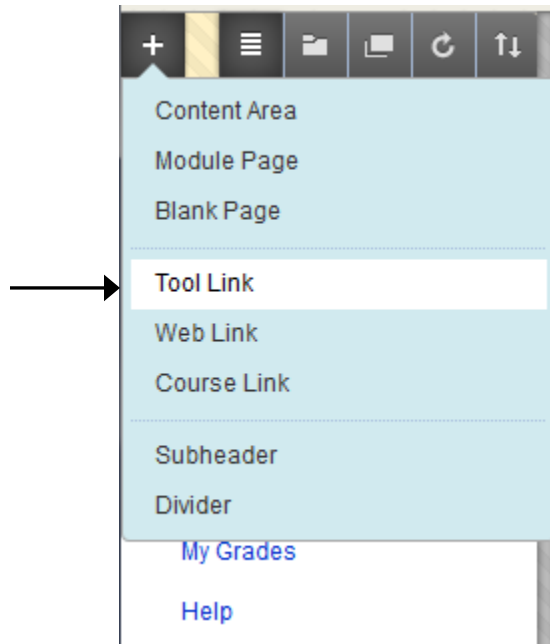 Content Area
Module Page
Blank Page
Tool Link
Web Link
Course Link
Subheader
Divider
My Grades
Help